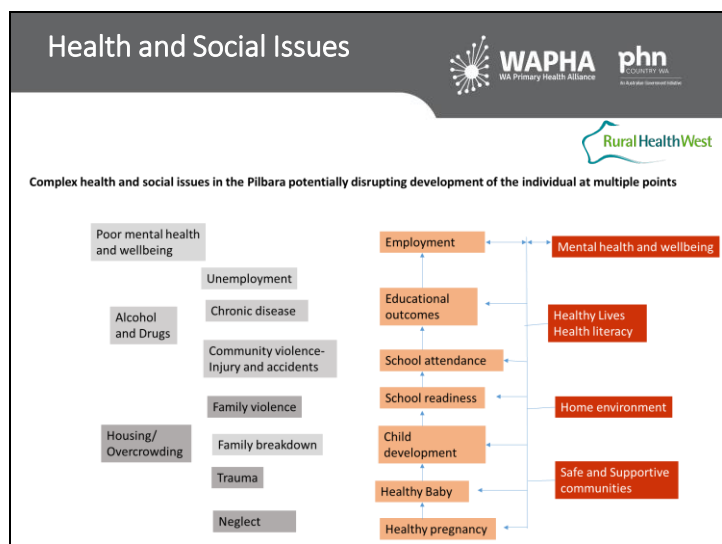 Health and Social Issues
WAPHA
WA Primary Health Alliance
phn
COUNTRY WA
An Australian Government Initiative
Rural Health West
Complex health and social issues in the Pilbara potentially disrupting development of the individual at multiple points
Poor mental health
and wellbeing
Unemployment
Alcohol
and Drugs
Chronic disease
Community violence-
Injury and accidents
Family violence
Housing/
Overcrowding
Family breakdown
Trauma
Neglect
Employment
Educational
outcomes
School attendance
School readiness
Child
development
Healthy Baby
Healthy pregnancy
Mental health and wellbeing
Healthy Lives
Health literacy
Home environment
Safe and Supportive
communities